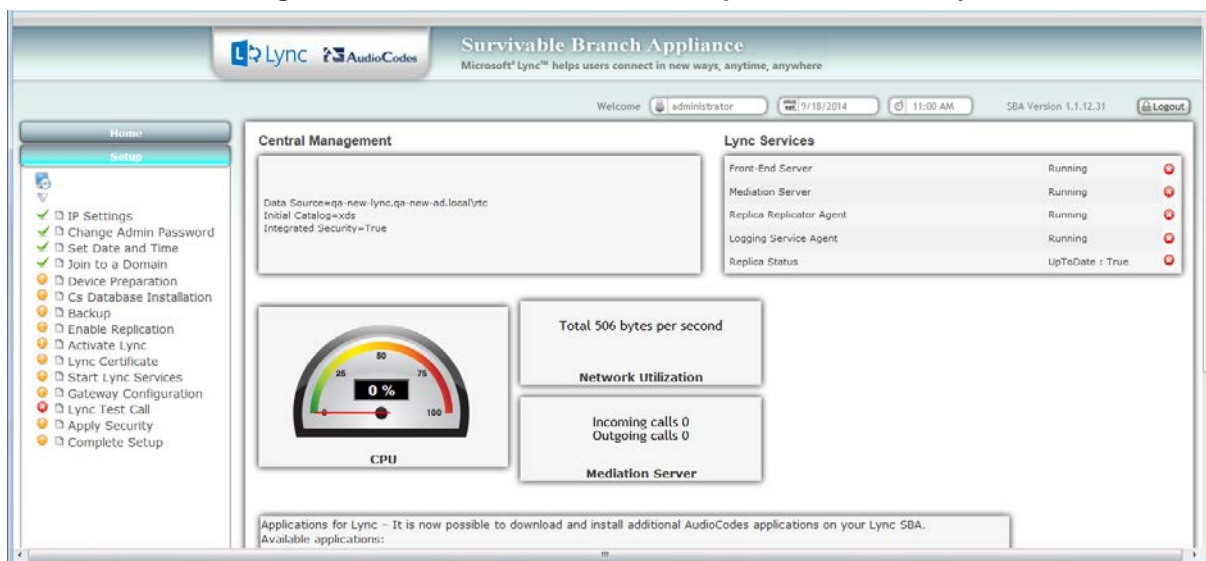 Lync AudioCodes
Survivable Branch Appliance
Microsoft® Lync™ helps users connect in new ways, anytime, anywhere
Welcome administrator 9/18/2014 11:00 AM SBA Version 1.1.12.31 Logout
Home
Setup
IP Settings
Change Admin Password
Set Date and Time
Join to a Domain
Device Preparation
Cs Database Installation
Backup
Enable Replication
Activate Lync
Lync Certificate
Start Lync Services
Gateway Configuration
Lync Test Call
Apply Security
Complete Setup
Central Management
Data Source=qa-new-lync.qa-new-ad.local\rtc
Initial Catalog=xds
Integrated Security=True
Lync Services
Front-End Server Running
Mediation Server Running
Replica Replicator Agent Running
Logging Service Agent Running
Replica Status UpToDate : True
0 25 50 75 100
0 %
CPU
Total 506 bytes per second
Network Utilization
Incoming calls 0
Outgoing calls 0
Mediation Server
Applications for Lync - It is now possible to download and install additional AudioCodes applications on your Lync SBA.
Available applications: